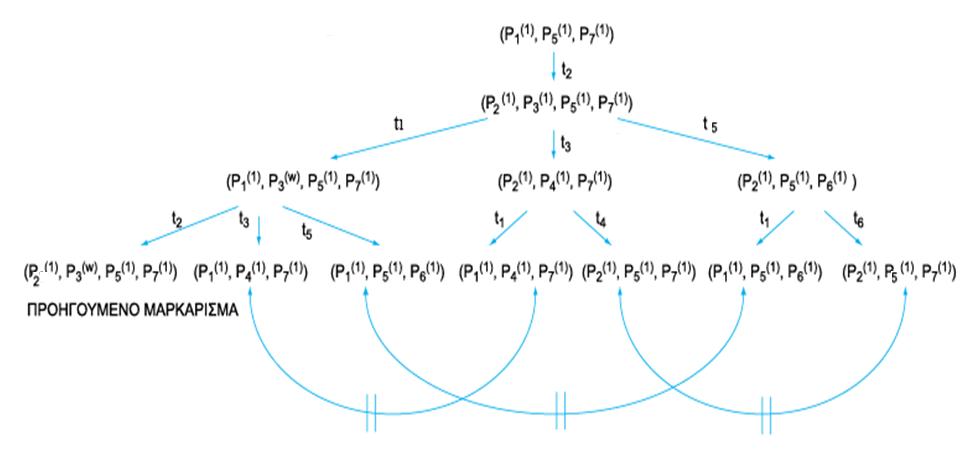 (P₁⁽¹⁾, P₅⁽¹⁾, P₇⁽¹⁾)
t₂
(P₂⁽¹⁾, P₃⁽¹⁾, P₅⁽¹⁾, P₇⁽¹⁾)
t1 t₃ t₅
(P₁⁽¹⁾, P₃⁽ʷ⁾, P₅⁽¹⁾, P₇⁽¹⁾) (P₂⁽¹⁾, P₄⁽¹⁾, P₇⁽¹⁾) (P₂⁽¹⁾, P₅⁽¹⁾, P₆⁽¹⁾ )
t₂ t₃ t₅ t₁ t₄ t₁ t₆
(P₂⁽¹⁾, P₃⁽ʷ⁾, P₅⁽¹⁾, P₇⁽¹⁾) (P₁⁽¹⁾, P₄⁽¹⁾, P₇⁽¹⁾) (P₁⁽¹⁾, P₅⁽¹⁾, P₆⁽¹⁾) (P₁⁽¹⁾, P₄⁽¹⁾, P₇⁽¹⁾) (P₂⁽¹⁾, P₅⁽¹⁾, P₇⁽¹⁾) (P₁⁽¹⁾, P₅⁽¹⁾, P₆⁽¹⁾) (P₂⁽¹⁾, P₅⁽¹⁾, P₇⁽¹⁾)
ΠΡΟΗΓΟΥΜΕΝΟ ΜΑΡΚΑΡΙΣΜΑ